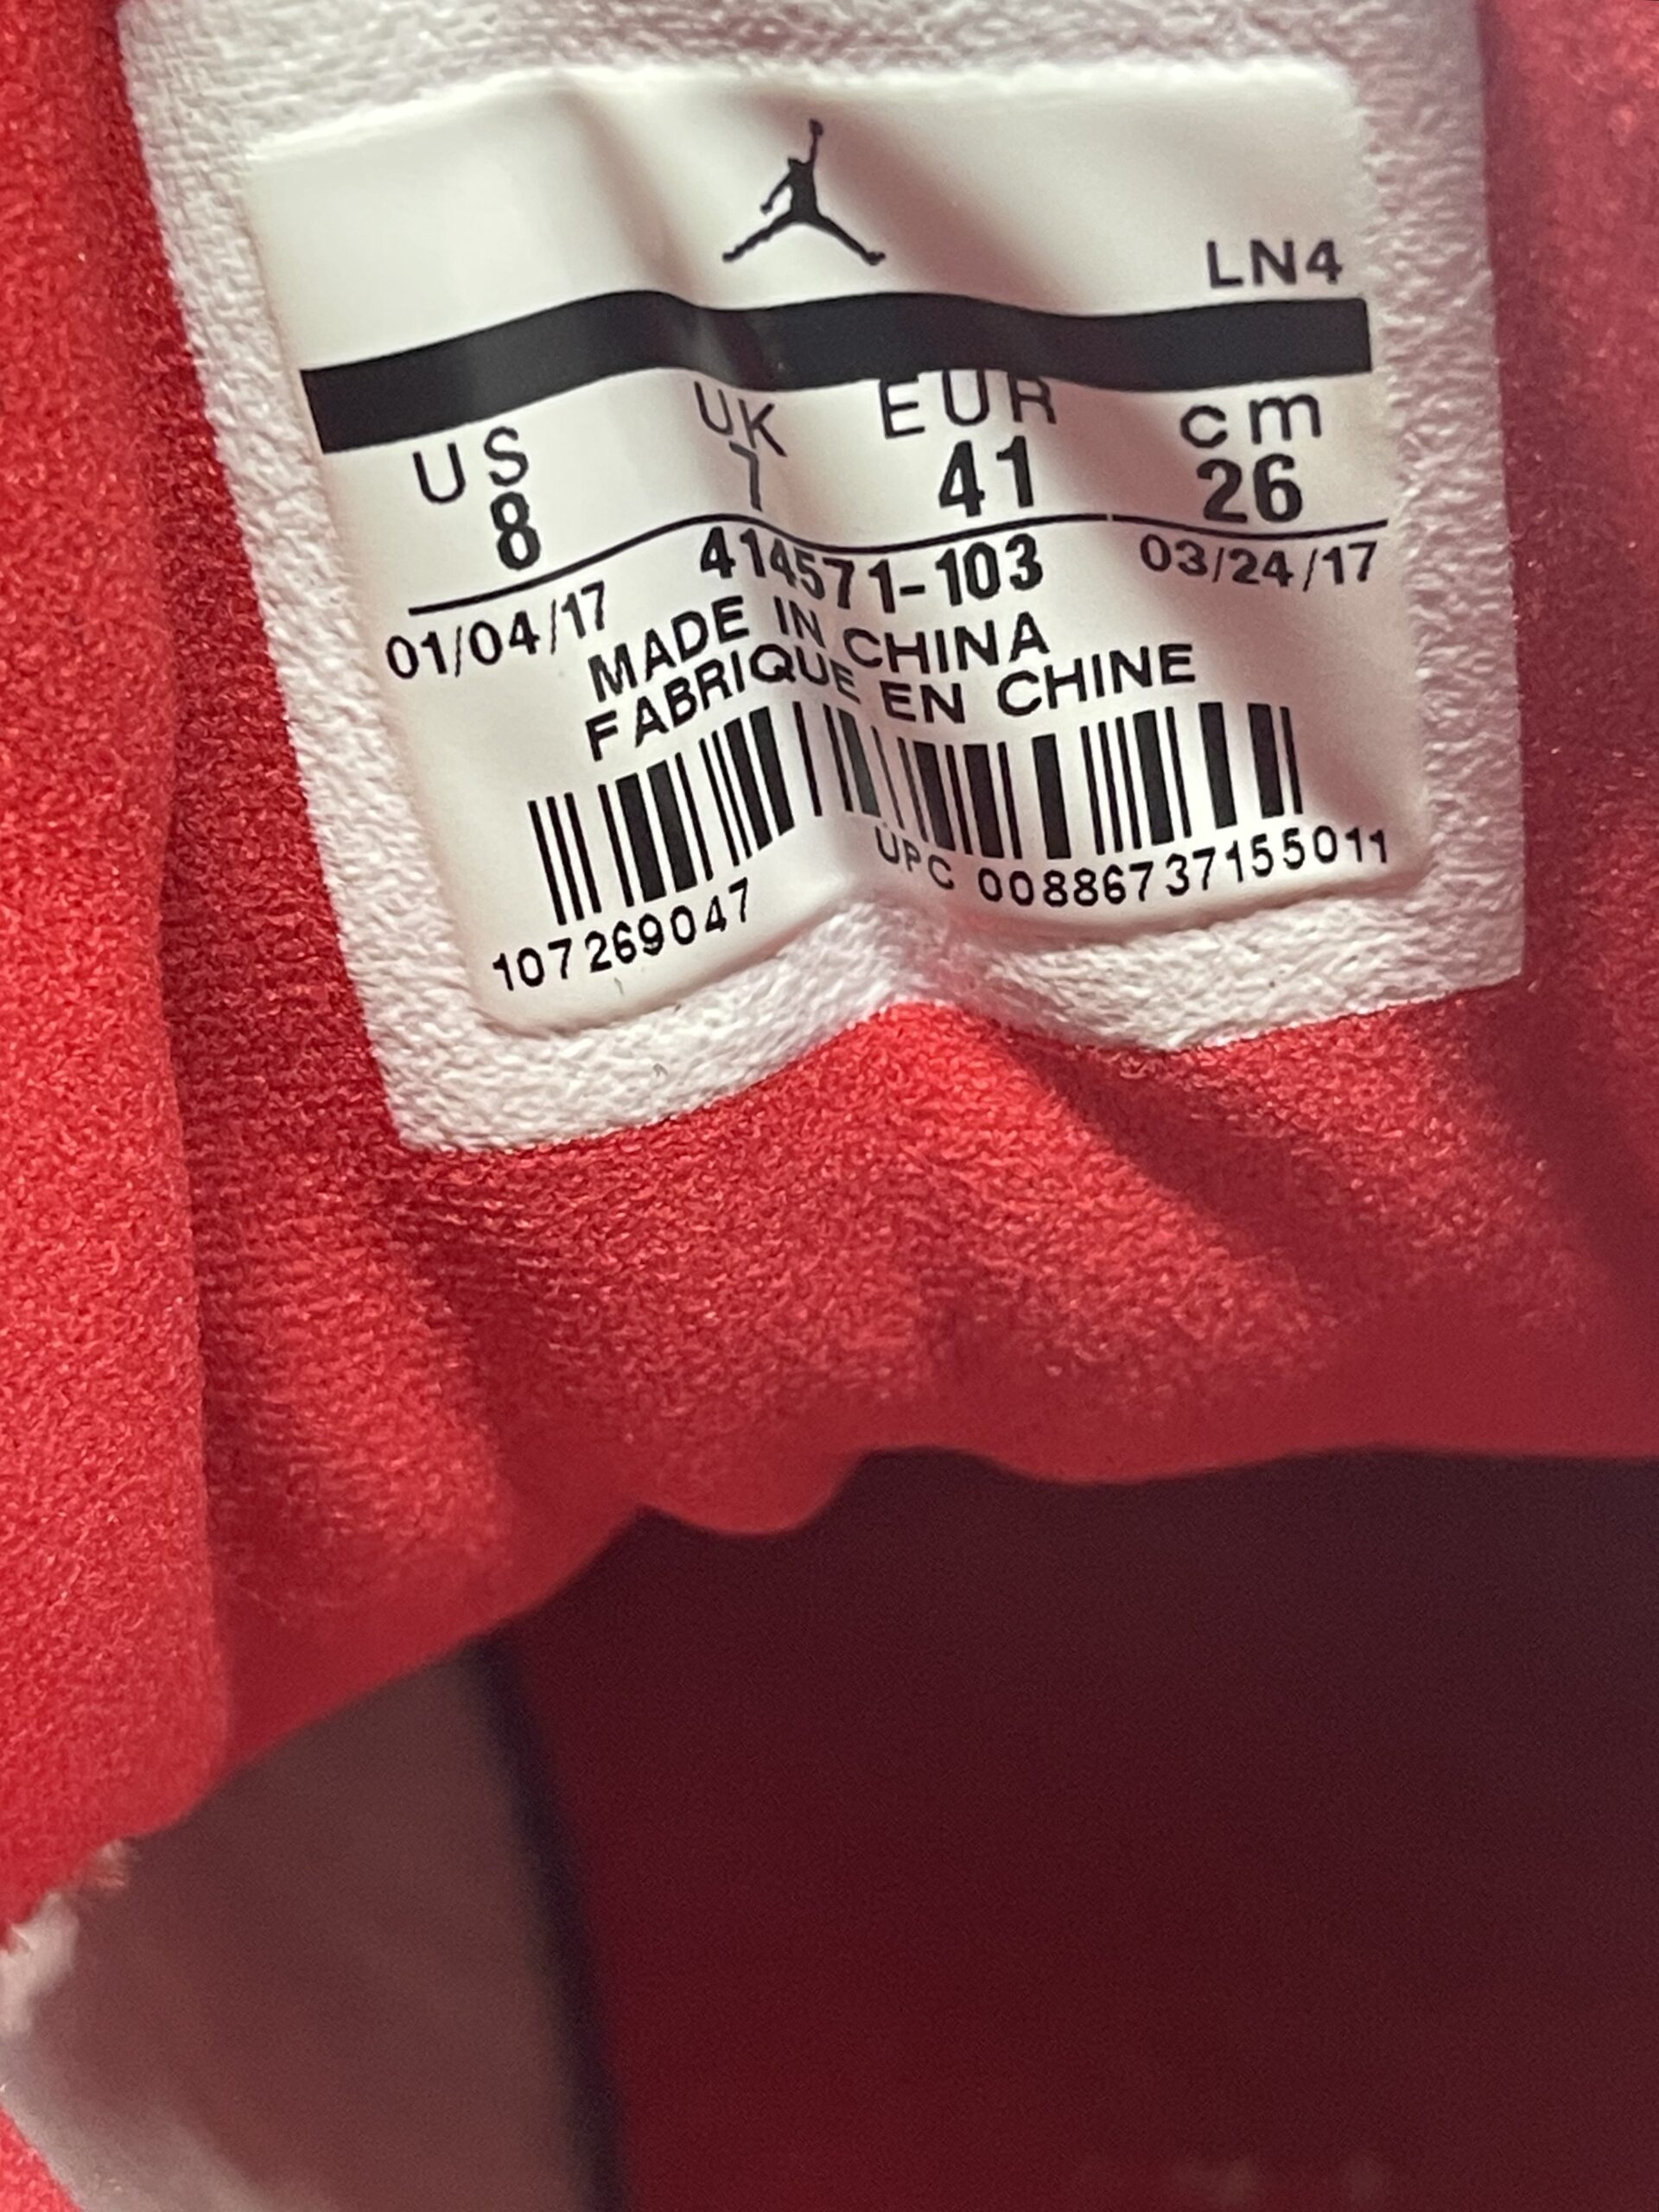 LN4
US UK EUR cm
8 7 41 26
01/04/17 414571-103 03/24/17
MADE IN CHINA
FABRIQUE EN CHINE
107269047 UPC 00886737155011